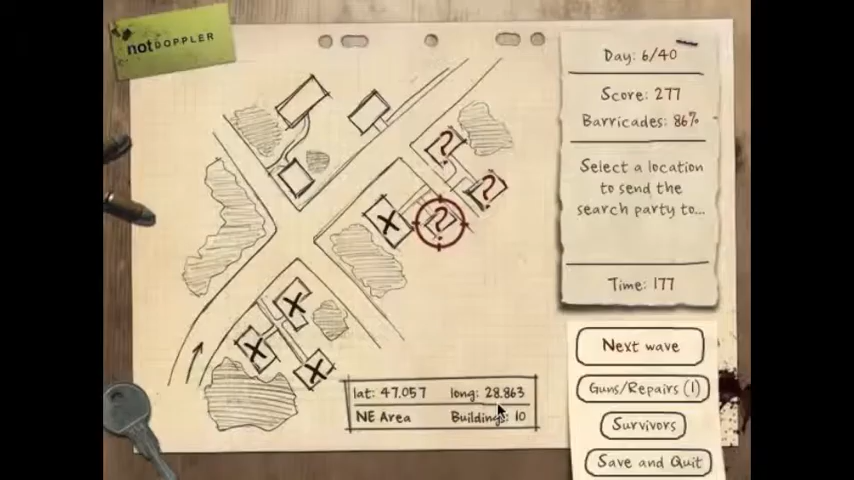 notDOPPLER
Day: 6/40
Score: 277
Barricades: 86%
Select a location
to send the
search party to...
Time: 177
?
?
X
?
X
X
X
lat: 47.057 long: 28.863
NE Area Buildings: 10
Next wave
Guns/Repairs (1)
Survivors
Save and Quit